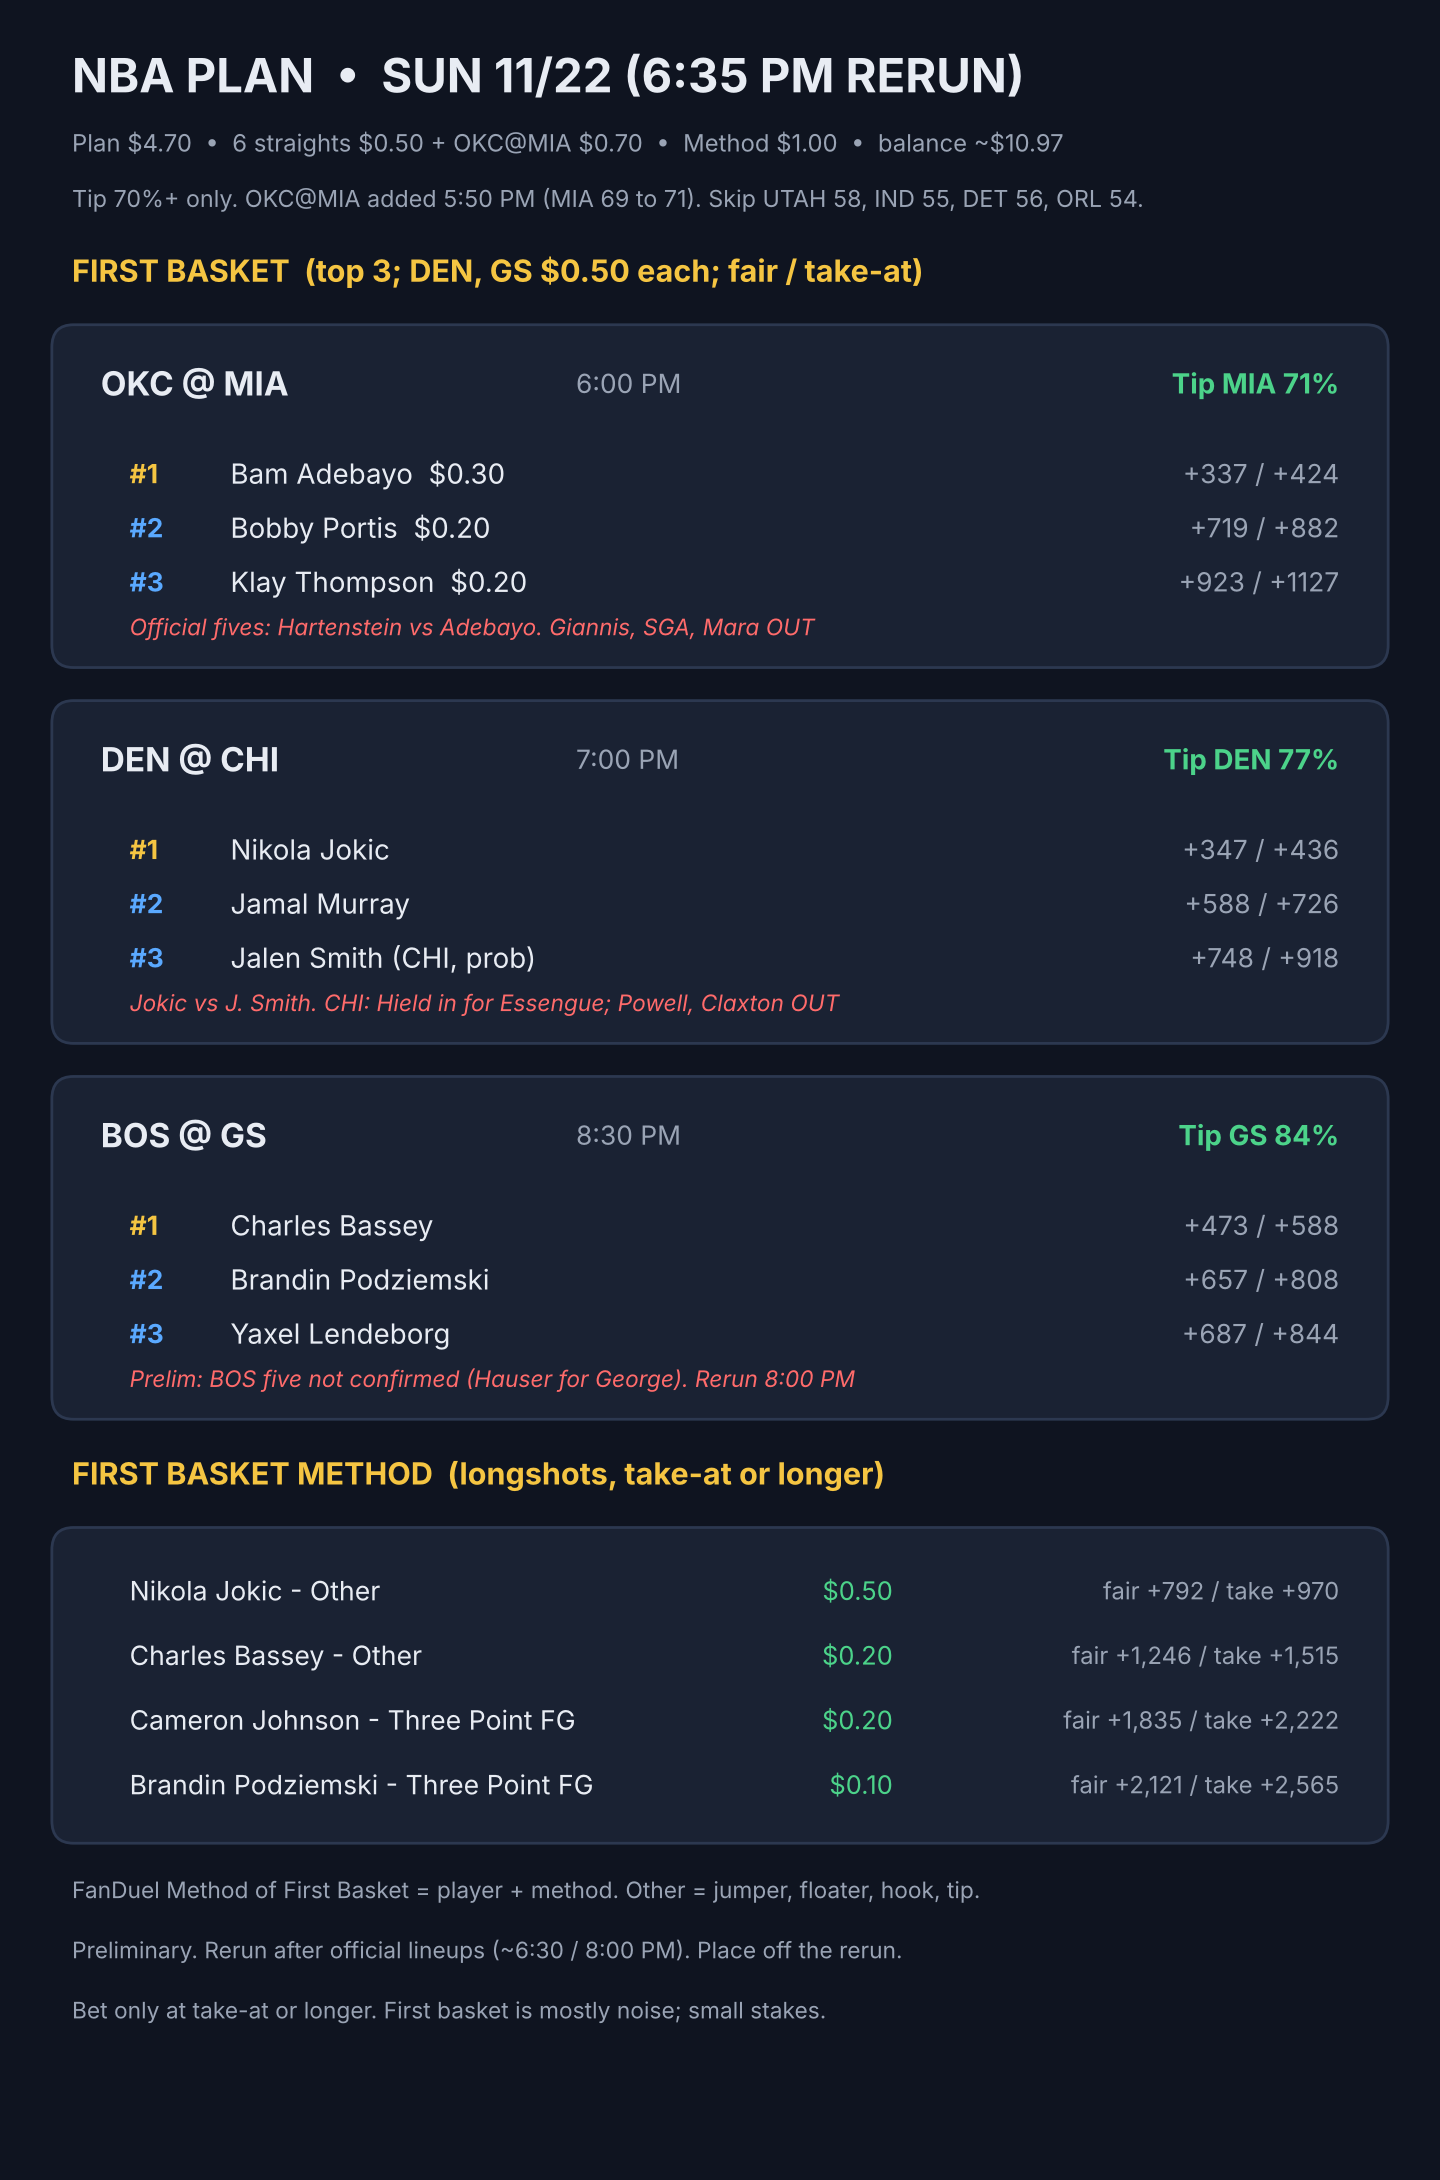 NBA PLAN • SUN 11/22 (6:35 PM RERUN)
Plan $4.70 • 6 straights $0.50 + OKC@MIA $0.70 • Method $1.00 • balance ~$10.97
Tip 70%+ only. OKC@MIA added 5:50 PM (MIA 69 to 71). Skip UTAH 58, IND 55, DET 56, ORL 54.
FIRST BASKET (top 3; DEN, GS $0.50 each; fair / take-at)
OKC @ MIA 6:00 PM Tip MIA 71%
#1 Bam Adebayo $0.30 +337 / +424
#2 Bobby Portis $0.20 +719 / +882
#3 Klay Thompson $0.20 +923 / +1127
Official fives: Hartenstein vs Adebayo. Giannis, SGA, Mara OUT
DEN @ CHI 7:00 PM Tip DEN 77%
#1 Nikola Jokic +347 / +436
#2 Jamal Murray +588 / +726
#3 Jalen Smith (CHI, prob) +748 / +918
Jokic vs J. Smith. CHI: Hield in for Essengue; Powell, Claxton OUT
BOS @ GS 8:30 PM Tip GS 84%
#1 Charles Bassey +473 / +588
#2 Brandin Podziemski +657 / +808
#3 Yaxel Lendeborg +687 / +844
Prelim: BOS five not confirmed (Hauser for George). Rerun 8:00 PM
FIRST BASKET METHOD (longshots, take-at or longer)
Nikola Jokic - Other $0.50 fair +792 / take +970
Charles Bassey - Other $0.20 fair +1,246 / take +1,515
Cameron Johnson - Three Point FG $0.20 fair +1,835 / take +2,222
Brandin Podziemski - Three Point FG $0.10 fair +2,121 / take +2,565
FanDuel Method of First Basket = player + method. Other = jumper, floater, hook, tip.
Preliminary. Rerun after official lineups (~6:30 / 8:00 PM). Place off the rerun.
Bet only at take-at or longer. First basket is mostly noise; small stakes.